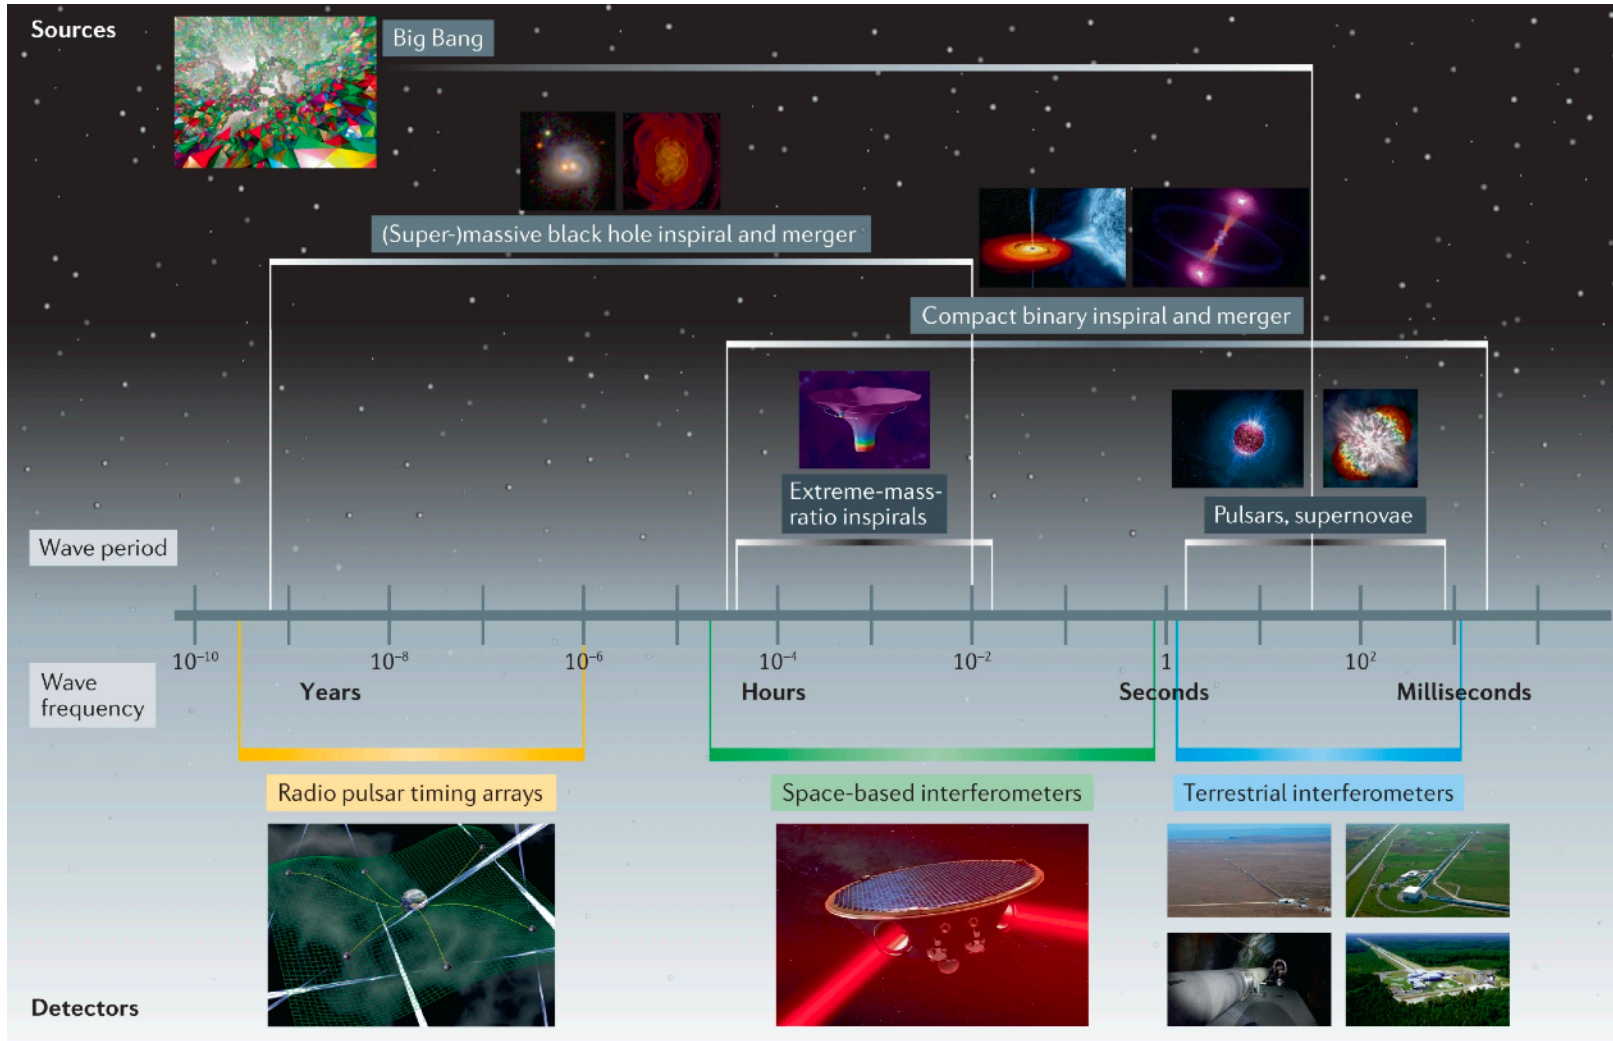 Sources
Big Bang
(Super-)massive black hole inspiral and merger
Compact binary inspiral and merger
Extreme-mass-
ratio inspirals
Pulsars, supernovae
Wave period
10⁻¹⁰ 10⁻⁸ 10⁻⁶ 10⁻⁴ 10⁻² 1 10²
Wave
frequency
Years Hours Seconds Milliseconds
Radio pulsar timing arrays
Space-based interferometers
Terrestrial interferometers
Detectors